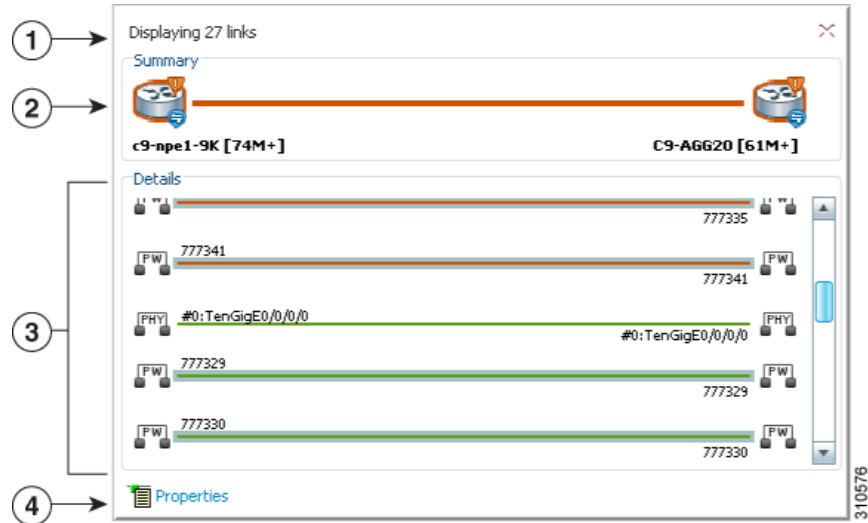 1
Displaying 27 links
Summary
2
c9-npe1-9K [74M+]
C9-AGG20 [61M+]
Details
3
PW
PW
777335
PW
777341
777341
PW
PHY
#0:TenGigE0/0/0/0
#0:TenGigE0/0/0/0
PHY
PW
777329
777329
PW
PW
777330
777330
PW
4
Properties
310576